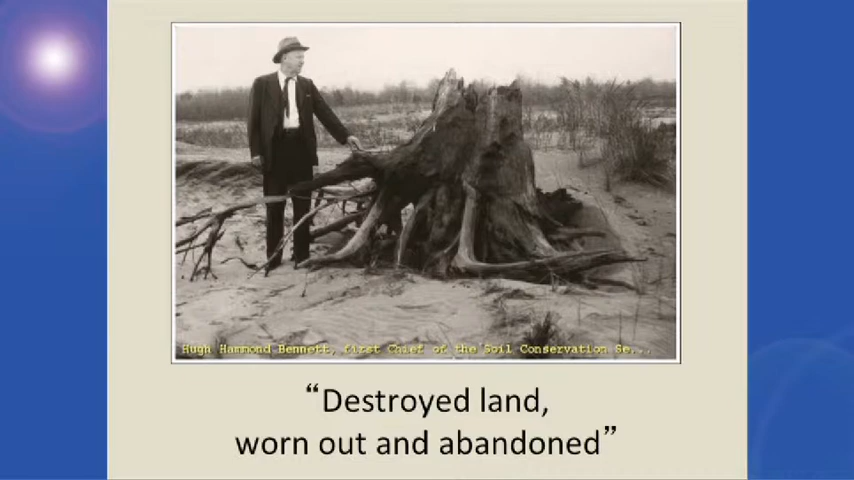 Hugh Hammond Bennett, first Chief of the Soil Conservation Se...
“Destroyed land,
worn out and abandoned”